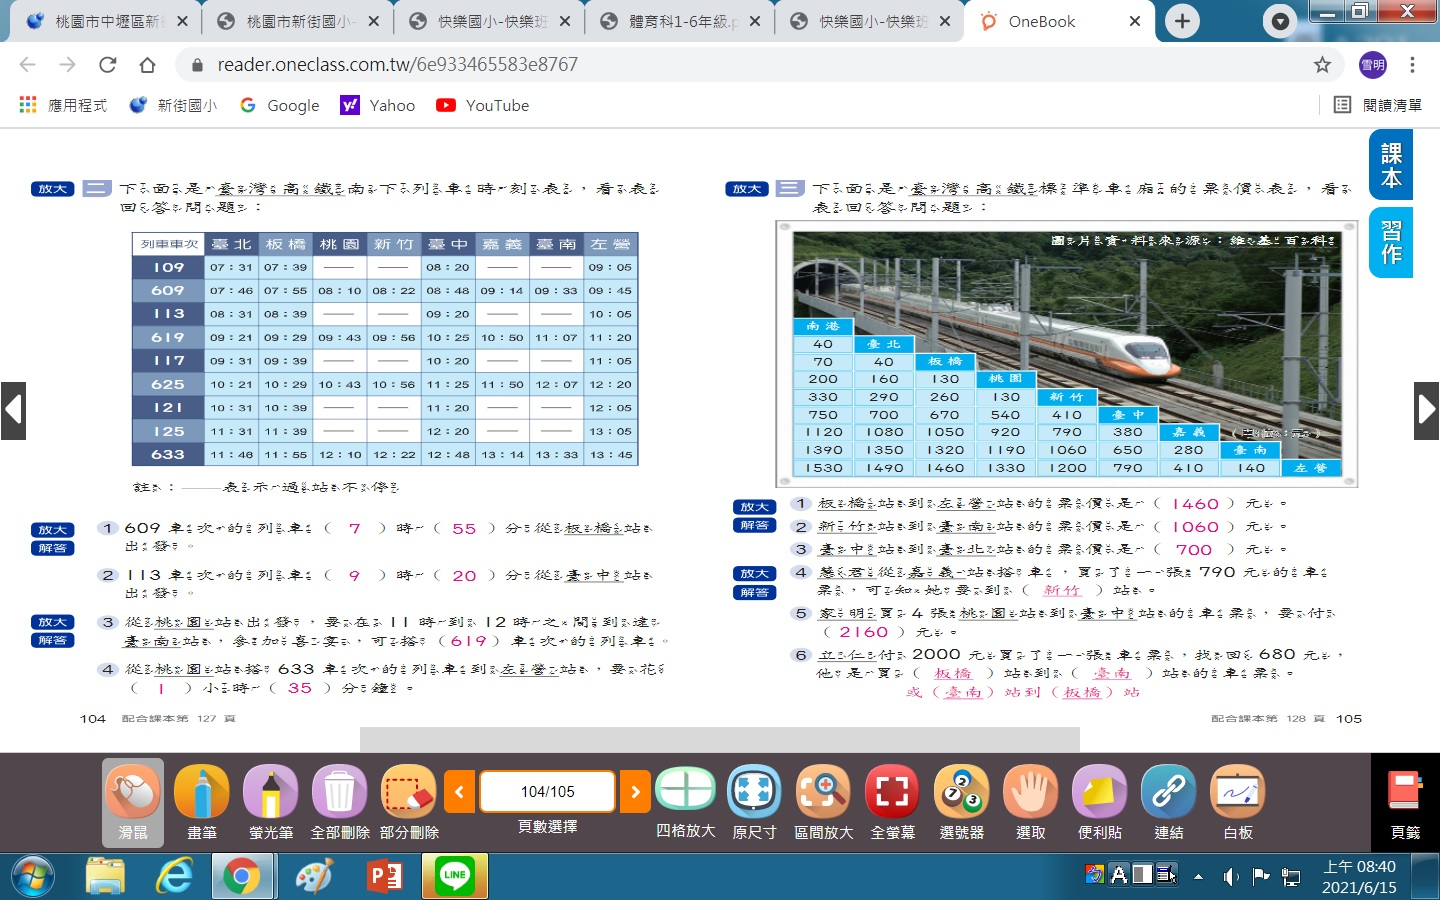 桃園市中壢區新街
桃園市新街國小-
快樂國小-快樂班
體育科1-6年級.p
快樂國小-快樂班
OneBook
reader.oneclass.com.tw/6e933465583e8767
雪明
應用程式 新街國小 Google Yahoo YouTube 閱讀清單
課本
習作
放大 二 下面是臺灣高鐵南下列車時刻表，看表
回答問題：
列車車次 臺北 板橋 桃園 新竹 臺中 嘉義 臺南 左營
109 07：31 07：39 —— —— 08：20 —— —— 09：05
609 07：46 07：55 08：10 08：22 08：48 09：14 09：33 09：45
113 08：31 08：39 —— —— 09：20 —— —— 10：05
619 09：21 09：29 09：43 09：56 10：25 10：50 11：07 11：20
117 09：31 09：39 —— —— 10：20 —— —— 11：05
625 10：21 10：29 10：43 10：56 11：25 11：50 12：07 12：20
121 10：31 10：39 —— —— 11：20 —— —— 12：05
125 11：31 11：39 —— —— 12：20 —— —— 13：05
633 11：46 11：55 12：10 12：22 12：48 13：14 13：33 13：45
註：——表示過站不停
放大
解答
1 609 車次的列車（ 7 ）時（ 55 ）分從板橋站
出發。
2 113 車次的列車（ 9 ）時（ 20 ）分從臺中站
出發。
放大
解答
3 從桃園站出發，要在 11 時到 12 時之間到達
臺南站，參加喜宴，可搭（ 619 ）車次的列車。
4 從桃園站搭 633 車次的列車到左營站，要花
（ 1 ）小時（ 35 ）分鐘。
104 配合課本第 127 頁
放大 三 下面是臺灣高鐵標準車廂的票價表，看
表回答問題：
圖片資料來源：維基百科
南港
40 臺北
70 40 板橋
200 160 130 桃園
330 290 260 130 新竹
750 700 670 540 410 臺中
1120 1080 1050 920 790 380 嘉義 （單位：元）
1390 1350 1320 1190 1060 650 280 臺南
1530 1490 1460 1330 1200 790 410 140 左營
放大
解答
1 板橋站到左營站的票價是（ 1460 ）元。
2 新竹站到臺南站的票價是（ 1060 ）元。
3 臺中站到臺北站的票價是（ 700 ）元。
放大
解答
4 慧君從嘉義站搭車，買了一張 790 元的車
票，可知她要到（ 新竹 ）站。
5 家明買 4 張桃園站到臺中站的車票，要付
（ 2160 ）元。
6 立仁付 2000 元買了一張車票，找回 680 元，
他是買（ 板橋 ）站到（ 臺南 ）站的車票。
或（臺南）站到（板橋）站
配合課本第 128 頁 105
滑鼠 畫筆 螢光筆 全部刪除 部分刪除
104/105
頁數選擇
四格放大 原尺寸 區間放大 全螢幕 選號器 選取 便利貼 連結 白板 頁籤
LINE
上午 08:40
2021/6/15